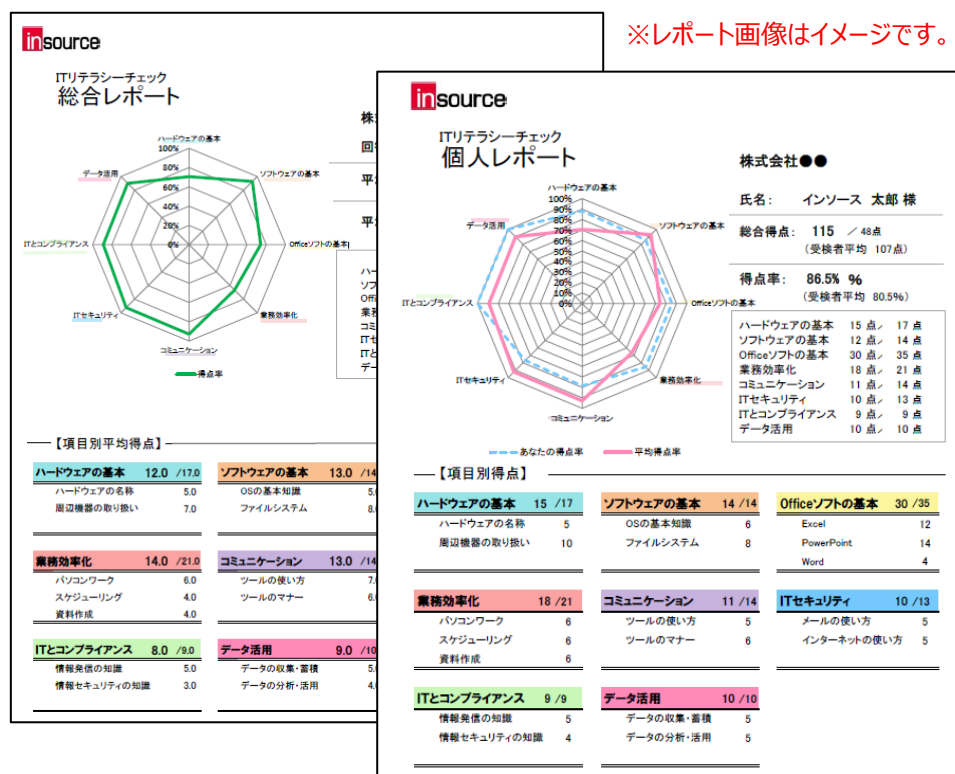 ※レポート画像はイメージです。
insource
ITリテラシーチェック
総合レポート
ハードウェアの基本
100%
80%
60%
40%
20%
0%
データ活用
ソフトウェアの基本
ITとコンプライアンス
Officeソフトの基本
ITセキュリティ
業務効率化
コミュニケーション
得点率
【項目別平均得点】
ハードウェアの基本 12.0 /17.0
ハードウェアの名称 5.0
周辺機器の取り扱い 7.0
ソフトウェアの基本 13.0 /14
OSの基本知識 5.
ファイルシステム 8.
業務効率化 14.0 /21.0
パソコンワーク 6.0
スケジューリング 4.0
資料作成 4.0
コミュニケーション 13.0 /14
ツールの使い方 7.
ツールのマナー 6.
ITとコンプライアンス 8.0 /9.0
情報発信の知識 5.0
情報セキュリティの知識 3.0
データ活用 9.0 /10
データの収集・蓄積 5.
データの分析・活用 4.
insource
ITリテラシーチェック
個人レポート
ハードウェアの基本
100%
90%
80%
70%
60%
50%
40%
30%
20%
10%
0%
データ活用
ソフトウェアの基本
ITとコンプライアンス
Officeソフトの基本
ITセキュリティ
業務効率化
コミュニケーション
あなたの得点率 平均得点率
株式会社●●
氏名: インソース 太郎 様
総合得点: 115 / 48点
(受検者平均 107点)
得点率: 86.5% %
(受検者平均 80.5%)
ハードウェアの基本 15 点/ 17 点
ソフトウェアの基本 12 点/ 14 点
Officeソフトの基本 30 点/ 35 点
業務効率化 18 点/ 21 点
コミュニケーション 11 点/ 14 点
ITセキュリティ 10 点/ 13 点
ITとコンプライアンス 9 点/ 9 点
データ活用 10 点/ 10 点
【項目別得点】
ハードウェアの基本 15 /17
ハードウェアの名称 5
周辺機器の取り扱い 10
ソフトウェアの基本 14 /14
OSの基本知識 6
ファイルシステム 8
Officeソフトの基本 30 /35
Excel 12
PowerPoint 14
Word 4
業務効率化 18 /21
パソコンワーク 6
スケジューリング 6
資料作成 6
コミュニケーション 11 /14
ツールの使い方 5
ツールのマナー 6
ITセキュリティ 10 /13
メールの使い方 5
インターネットの使い方 5
ITとコンプライアンス 9 /9
情報発信の知識 5
情報セキュリティの知識 4
データ活用 10 /10
データの収集・蓄積 5
データの分析・活用 5